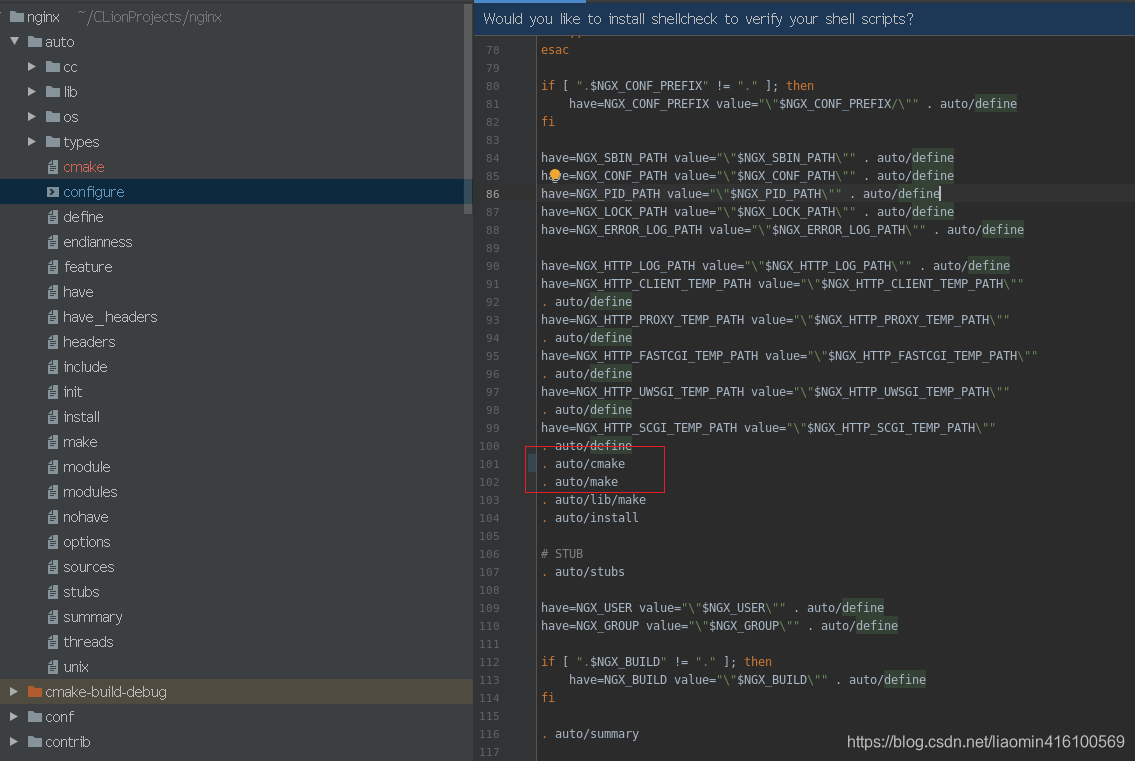 nginx ~/CLionProjects/nginx
auto
cc
lib
os
types
cmake
configure
define
endianness
feature
have
have_headers
headers
include
init
install
make
module
modules
nohave
options
sources
stubs
summary
threads
unix
cmake-build-debug
conf
contrib
Would you like to install shellcheck to verify your shell scripts?
78 esac
79
80 if [ ".$NGX_CONF_PREFIX" != "." ]; then
81 have=NGX_CONF_PREFIX value="\"$NGX_CONF_PREFIX/\"" . auto/define
82 fi
83
84 have=NGX_SBIN_PATH value="\"$NGX_SBIN_PATH\"" . auto/define
85 have=NGX_CONF_PATH value="\"$NGX_CONF_PATH\"" . auto/define
86 have=NGX_PID_PATH value="\"$NGX_PID_PATH\"" . auto/define
87 have=NGX_LOCK_PATH value="\"$NGX_LOCK_PATH\"" . auto/define
88 have=NGX_ERROR_LOG_PATH value="\"$NGX_ERROR_LOG_PATH\"" . auto/define
89
90 have=NGX_HTTP_LOG_PATH value="\"$NGX_HTTP_LOG_PATH\"" . auto/define
91 have=NGX_HTTP_CLIENT_TEMP_PATH value="\"$NGX_HTTP_CLIENT_TEMP_PATH\""
92 . auto/define
93 have=NGX_HTTP_PROXY_TEMP_PATH value="\"$NGX_HTTP_PROXY_TEMP_PATH\""
94 . auto/define
95 have=NGX_HTTP_FASTCGI_TEMP_PATH value="\"$NGX_HTTP_FASTCGI_TEMP_PATH\""
96 . auto/define
97 have=NGX_HTTP_UWSGI_TEMP_PATH value="\"$NGX_HTTP_UWSGI_TEMP_PATH\""
98 . auto/define
99 have=NGX_HTTP_SCGI_TEMP_PATH value="\"$NGX_HTTP_SCGI_TEMP_PATH\""
100 . auto/define
101 . auto/cmake
102 . auto/make
103 . auto/lib/make
104 . auto/install
105
106 # STUB
107 . auto/stubs
108
109 have=NGX_USER value="\"$NGX_USER\"" . auto/define
110 have=NGX_GROUP value="\"$NGX_GROUP\"" . auto/define
111
112 if [ ".$NGX_BUILD" != "." ]; then
113 have=NGX_BUILD value="\"$NGX_BUILD\"" . auto/define
114 fi
115
116 . auto/summary
117
https://blog.csdn.net/liaomin416100569